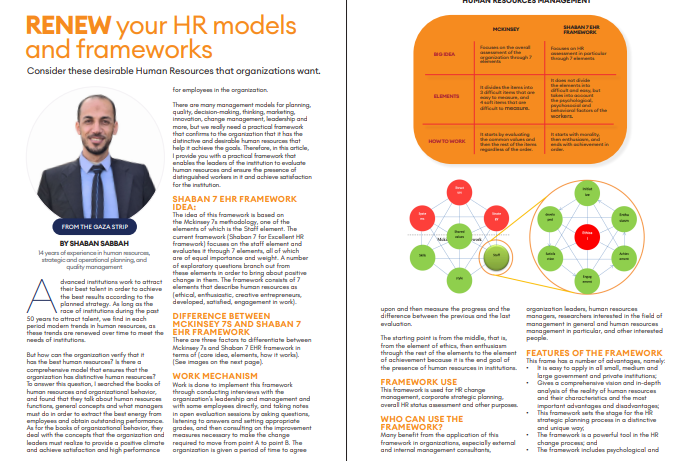 RENEW your HR models
and frameworks
Consider these desirable Human Resources that organizations want.
FROM THE GAZA STRIP
BY SHABAN SABBAH
14 years of experience in human resources,
strategic and operational planning, and
quality management
Advanced institutions work to attract
their best talent in order to achieve
the best results according to the
planned strategy. As long as the
race of institutions during the past
50 years to attract talent, we find in each
period modern trends in human resources, as
these trends are renewed over time to meet the
needs of institutions.
But how can the organization verify that it
has the best human resources? Is there a
comprehensive model that ensures that the
organization has distinctive human resources?
To answer this question, I searched the books of
human resources and organizational behavior,
and found that they talk about human resources
functions, general concepts and what managers
must do in order to extract the best energy from
employees and obtain outstanding performance.
As for the books of organizational behavior, they
deal with the concepts that the organization and
leaders must realize to provide a positive climate
and achieve satisfaction and high performance
for employees in the organization.
There are many management models for planning,
quality, decision-making, thinking, marketing,
innovation, change management, leadership and
more, but we really need a practical framework
that confirms to the organization that it has the
distinctive and desirable human resources that
help it achieve the goals. Therefore, in this article,
I provide you with a practical framework that
enables the leaders of the institution to evaluate
human resources and ensure the presence of
distinguished workers in it and achieve satisfaction
for the institution.
SHABAN 7 EHR FRAMEWORK
IDEA:
The idea of this framework is based on
the Mckinsey 7s methodology, one of the
elements of which is the Staff element. The
current framework (Shaban 7 for Excellent HR
framework) focuses on the staff element and
evaluates it through 7 elements, all of which
are of equal importance and weight. A number
of exploratory questions branch out from
these elements in order to bring about positive
change in them. The framework consists of 7
elements that describe human resources as
(ethical, enthusiastic, creative entrepreneurs,
developed, satisfied, engagement in work).
DIFFERENCE BETWEEN
MCKINSEY 7S AND SHABAN 7
EHR FRAMEWORK
There are three factors to differentiate between
Mckinsey 7s and Shaban 7 EHR framework in
terms of (core idea, elements, how it works).
(See images on the next page).
WORK MECHANISM
Work is done to implement this framework
through conducting interviews with the
organization's leadership and management and
with some employees directly, and taking notes
in open evaluation sessions by asking questions,
listening to answers and setting appropriate
grades, and then consulting on the improvement
measures necessary to make the change
required to move from point A to point B. The
organization is given a period of time to agree
HUMAN RESOURCES MANAGEMENT
MCKINSEY
SHABAN 7 EHR
FRAMEWORK
BIG IDEA
Focuses on the overall
assessment of the
organization through 7
elements
Focuses on HR
assessment in particular
through 7 elements
ELEMENTS
It divides the items into
3 difficult items that are
easy to measure, and
4 soft items that are
difficult to measure.
It does not divide
the elements into
difficult and easy, but
takes into account
the psychological,
psychosocial and
behavioral factors of the
workers.
HOW TO WORK
It starts by evaluating
the common values and
then the rest of the items
regardless of the order.
It starts with morality,
then enthusiasm, and
ends with achievement in
order.
Shared
values
Staff
upon and then measure the progress and the
difference between the previous and the last
evaluation.
The starting point is from the middle, that is,
from the element of ethics, then enthusiasm
through the rest of the elements to the element
of achievement because it is the end goal of
the presence of human resources in institutions.
FRAMEWORK USE
This framework is used for HR change
management, corporate strategic planning,
overall HR status assessment and other purposes.
WHO CAN USE THE
FRAMEWORK?
Many benefit from the application of this
framework in organizations, especially external
and internal management consultants,
organization leaders, human resources
managers, researchers interested in the field of
management in general and human resources
management in particular, and other interested
people.
FEATURES OF THE FRAMEWORK
This frame has a number of advantages, namely:
• It is easy to apply in all small, medium and
large government and private institutions;
• Gives a comprehensive vision and in-depth
analysis of the reality of human resources
and their characteristics and the most
important advantages and disadvantages;
• This framework sets the stage for the HR
strategic planning process in a distinctive
and unique way;
• The framework is a powerful tool in the HR
change process; and
• The framework includes psychological and